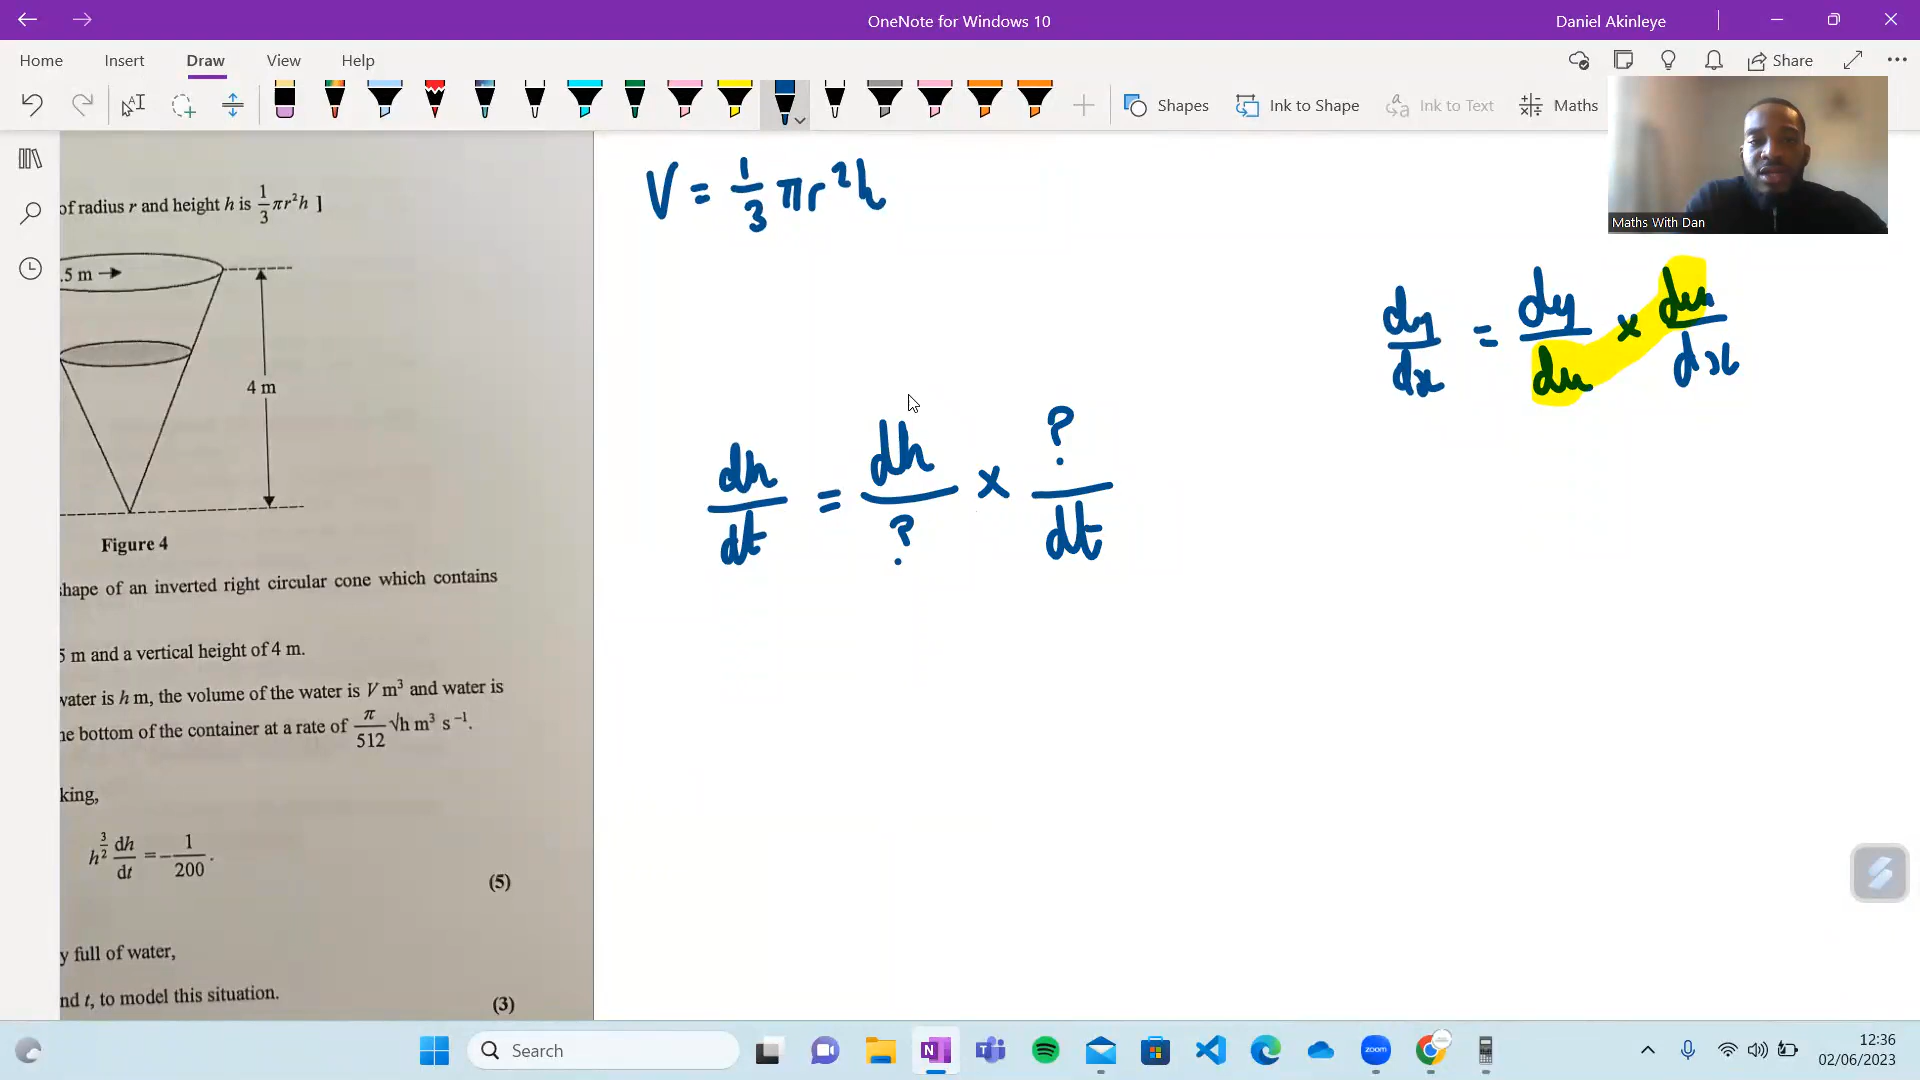 OneNote for Windows 10
Daniel Akinleye
Home Insert Draw View Help
Share
Shapes Ink to Shape Ink to Text Maths
Maths With Dan
of radius r and height h is 1/3 πr²h ]
.5 m
4 m
Figure 4
shape of an inverted right circular cone which contains
5 m and a vertical height of 4 m.
water is h m, the volume of the water is V m³ and water is
he bottom of the container at a rate of π/512 √h m³ s⁻¹.
king,
h^(3/2) dh/dt = -1/200.
(5)
y full of water,
nd t, to model this situation.
(3)
V = 1/3 πr²h
dy/dx = dy/du × du/dx
dh/dt = dh/? × ?/dt
Search
zoom
12:36
02/06/2023